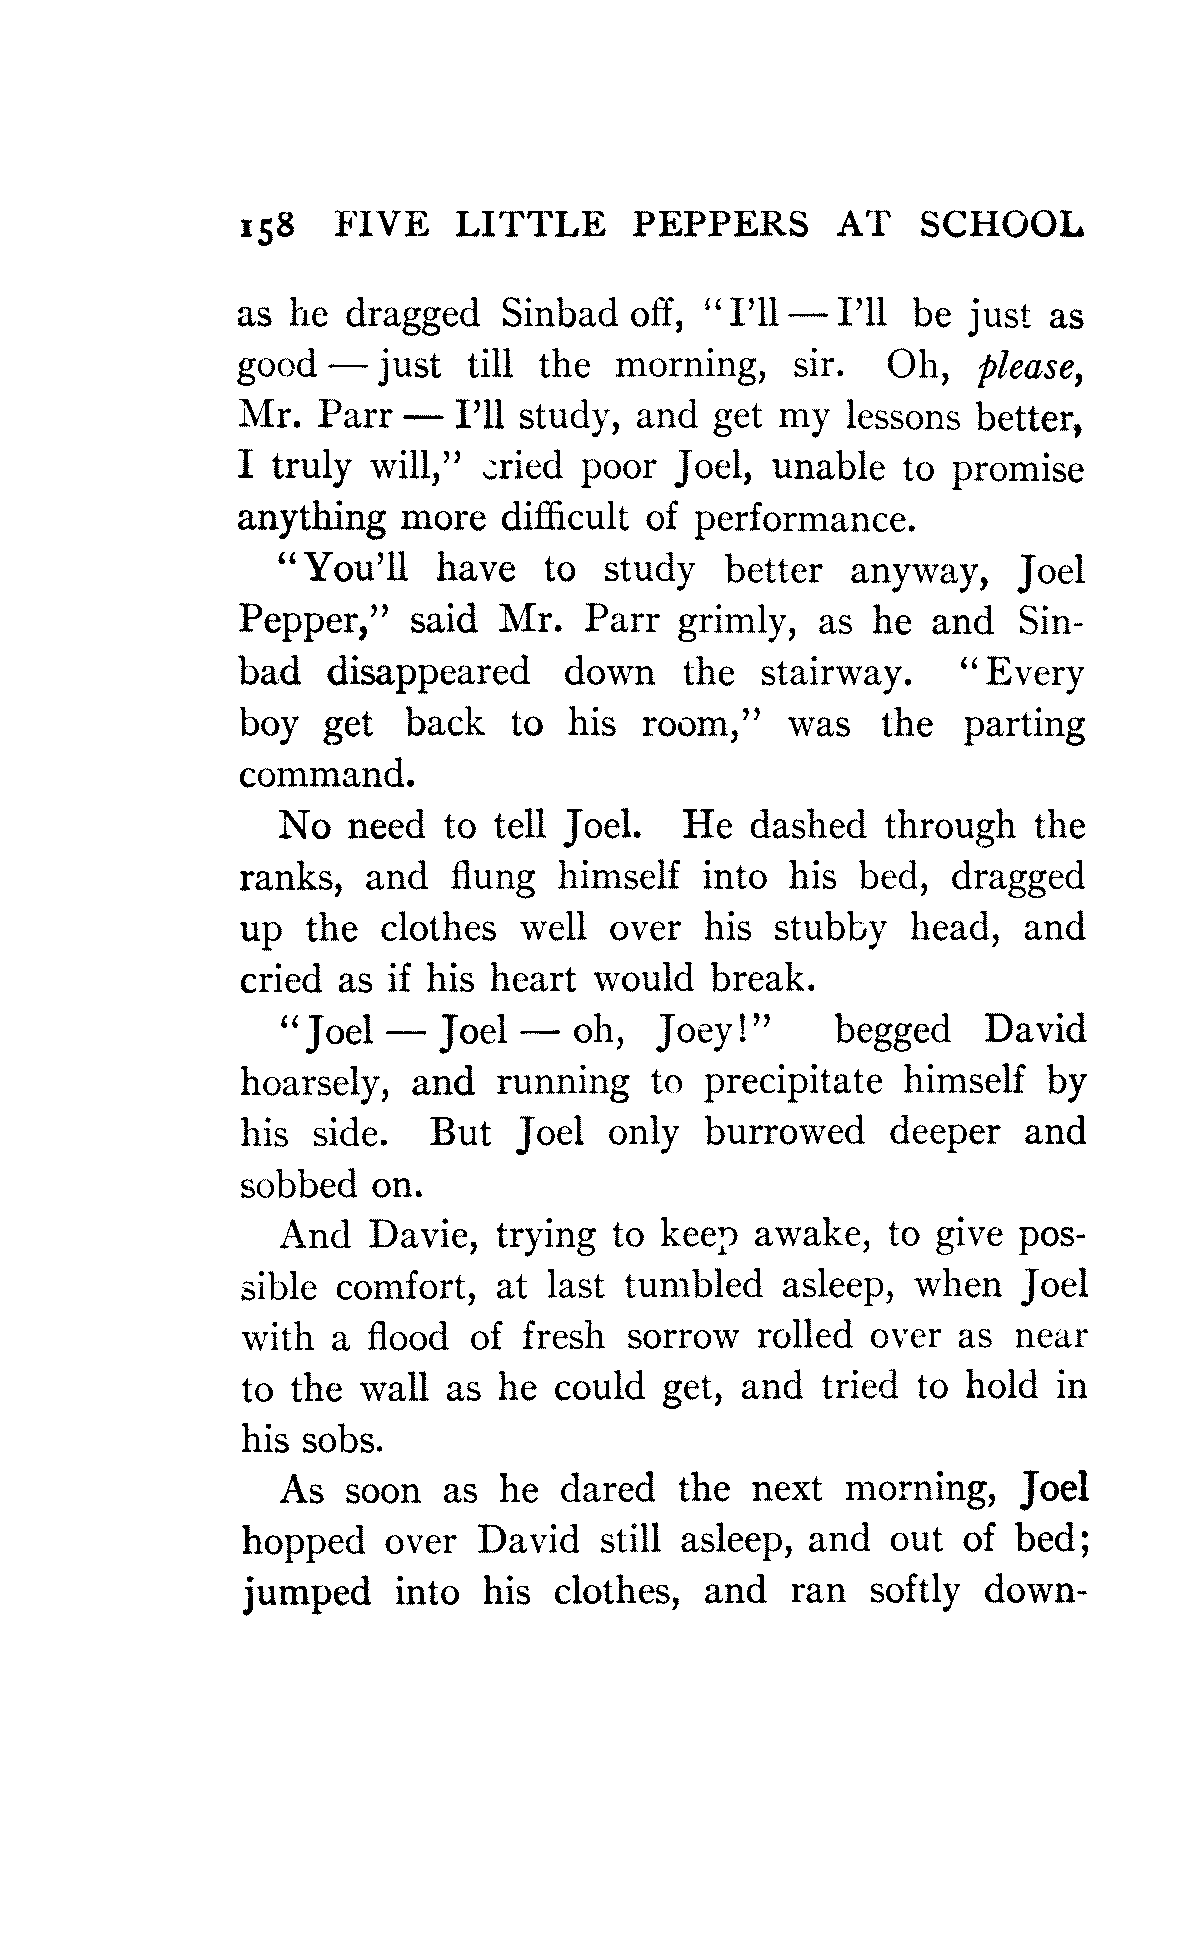 158 FIVE LITTLE PEPPERS AT SCHOOL
as he dragged Sinbad off, "I'll — I'll be just as
good — just till the morning, sir. Oh, please,
Mr. Parr — I'll study, and get my lessons better,
I truly will," cried poor Joel, unable to promise
anything more difficult of performance.
"You'll have to study better anyway, Joel
Pepper," said Mr. Parr grimly, as he and Sin-
bad disappeared down the stairway. "Every
boy get back to his room," was the parting
command.
No need to tell Joel. He dashed through the
ranks, and flung himself into his bed, dragged
up the clothes well over his stubby head, and
cried as if his heart would break.
"Joel — Joel — oh, Joey!" begged David
hoarsely, and running to precipitate himself by
his side. But Joel only burrowed deeper and
sobbed on.
And Davie, trying to keep awake, to give pos-
sible comfort, at last tumbled asleep, when Joel
with a flood of fresh sorrow rolled over as near
to the wall as he could get, and tried to hold in
his sobs.
As soon as he dared the next morning, Joel
hopped over David still asleep, and out of bed;
jumped into his clothes, and ran softly down-